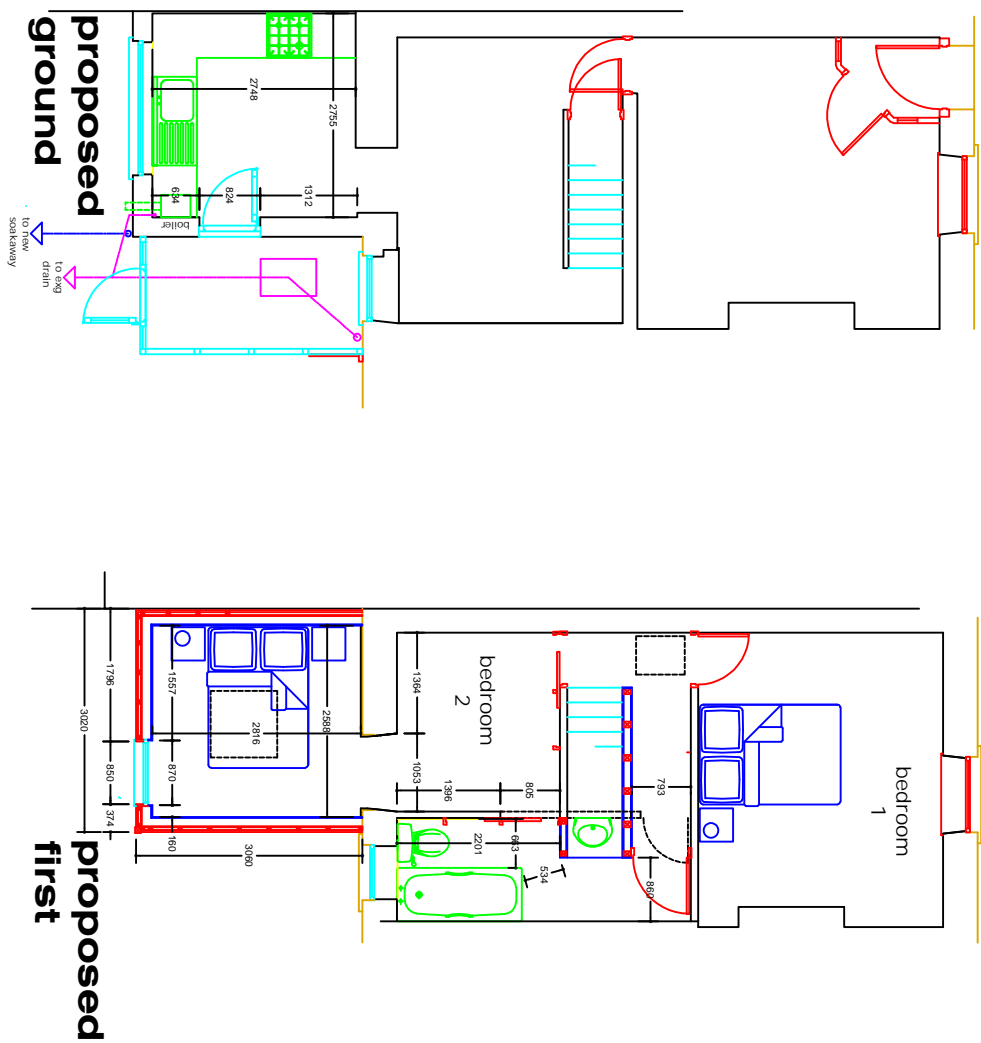 proposed
ground
2748
2755
634
824
1312
boiler
to new
soakaway
to exg
drain
proposed
first
bedroom
2
bedroom
1
1796
3020
850
374
1557
870
160
2588
2816
3060
1364
1053
1396
805
2201
663
534
793
860